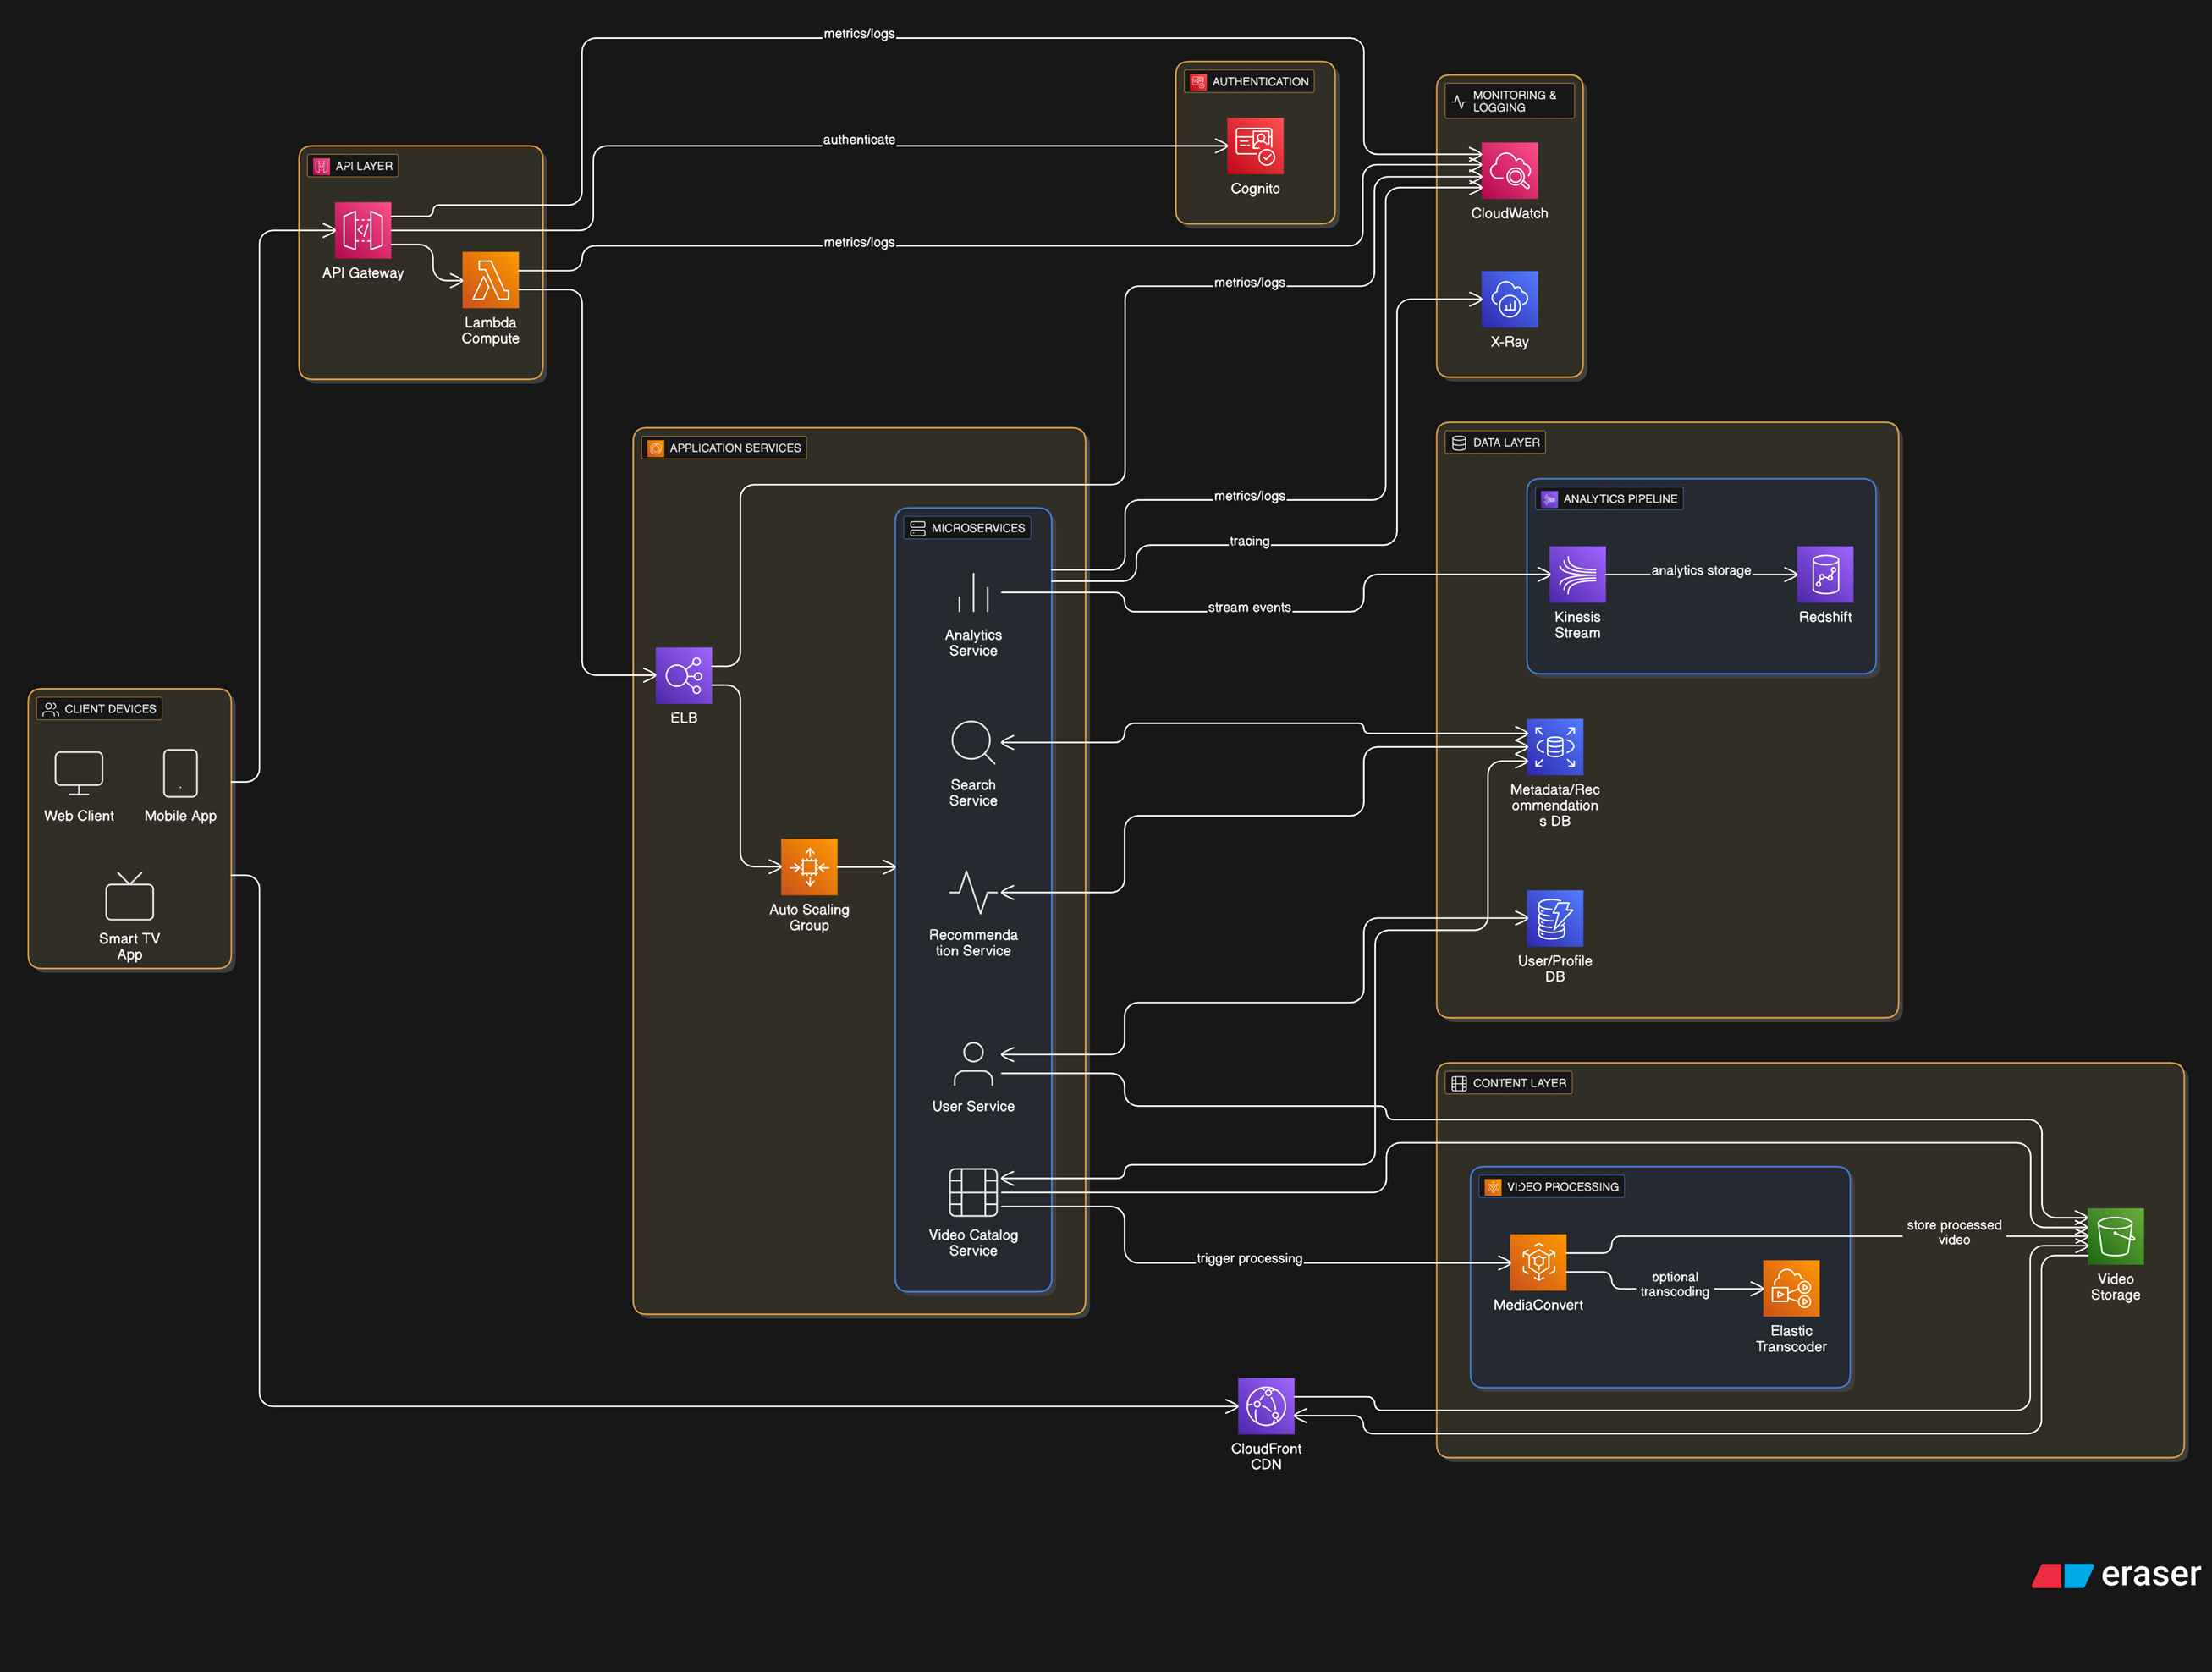 metrics/logs
AUTHENTICATION
MONITORING &
LOGGING
authenticate
API LAYER
Cognito
CloudWatch
metrics/logs
API Gateway
metrics/logs
Lambda
Compute
X-Ray
APPLICATION SERVICES
DATA LAYER
metrics/logs
ANALYTICS PIPELINE
MICROSERVICES
tracing
analytics storage
stream events
Kinesis
Stream
Redshift
Analytics
Service
CLIENT DEVICES
ELB
Web Client
Mobile App
Search
Service
Metadata/Rec
ommendation
s DB
Smart TV
App
Auto Scaling
Group
Recommenda
tion Service
User/Profile
DB
CONTENT LAYER
User Service
VIDEO PROCESSING
Video Catalog
Service
store processed
video
trigger processing
optional
transcoding
MediaConvert
Video
Storage
Elastic
Transcoder
CloudFront
CDN
eraser